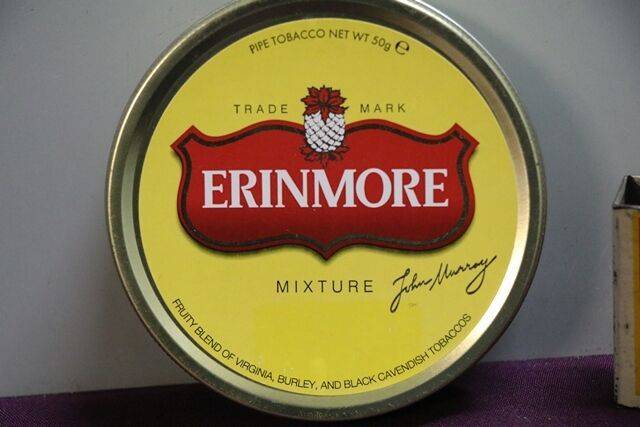 PIPE TOBACCO NET WT 50g ℮
TRADE MARK
ERINMORE
MIXTURE John Murray
FRUITY BLEND OF VIRGINIA, BURLEY, AND BLACK CAVENDISH TOBACCOS